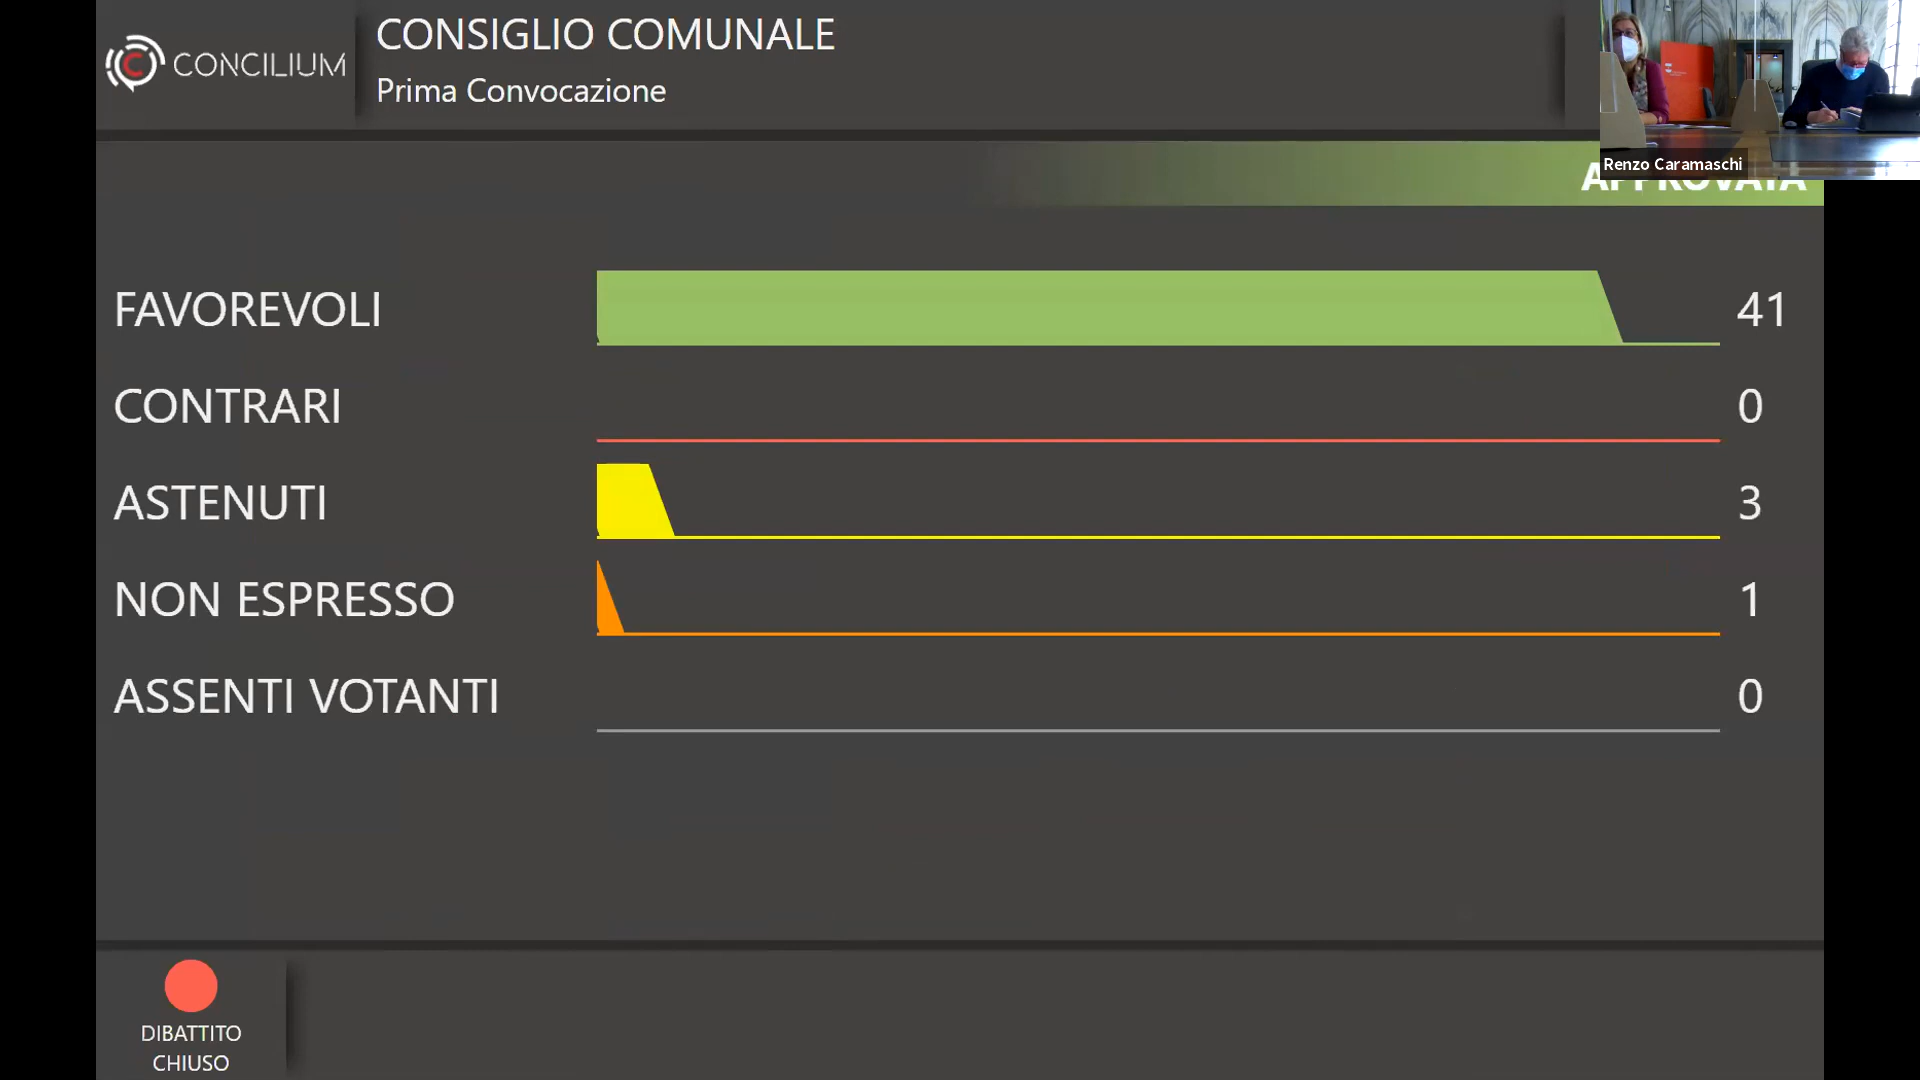 CONCILIUM
CONSIGLIO COMUNALE
Prima Convocazione
Renzo Caramaschi
APPROVATA
FAVOREVOLI 41
CONTRARI 0
ASTENUTI 3
NON ESPRESSO 1
ASSENTI VOTANTI 0
DIBATTITO
CHIUSO